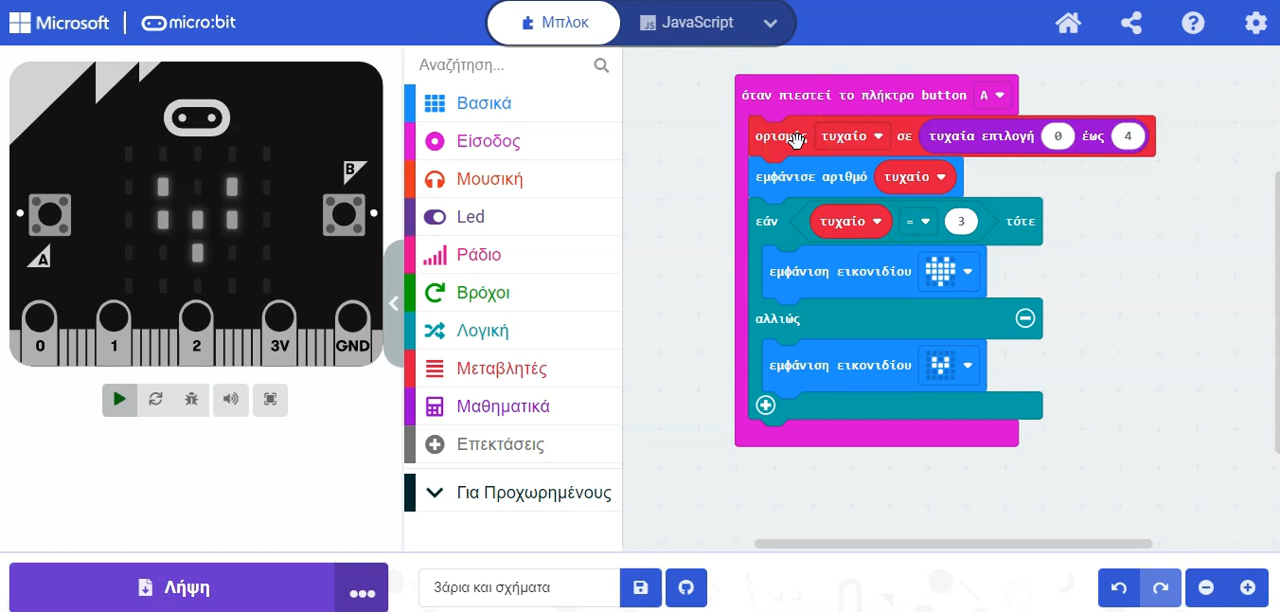 Microsoft micro:bit Μπλοκ JavaScript
Αναζήτηση...
Βασικά
Είσοδος
Μουσική
Led
Ράδιο
Βρόχοι
Λογική
Μεταβλητές
Μαθηματικά
Επεκτάσεις
Για Προχωρημένους
A
B
0 1 2 3V GND
όταν πιεστεί το πλήκτρο button A
τυχαίο σε τυχαία επιλογή 0 έως 4
εμφάνισε αριθμό τυχαίο
εάν τυχαίο = 3 τότε
εμφάνιση εικονιδίου
αλλιώς
εμφάνιση εικονιδίου
Λήψη
3άρια και σχήματα